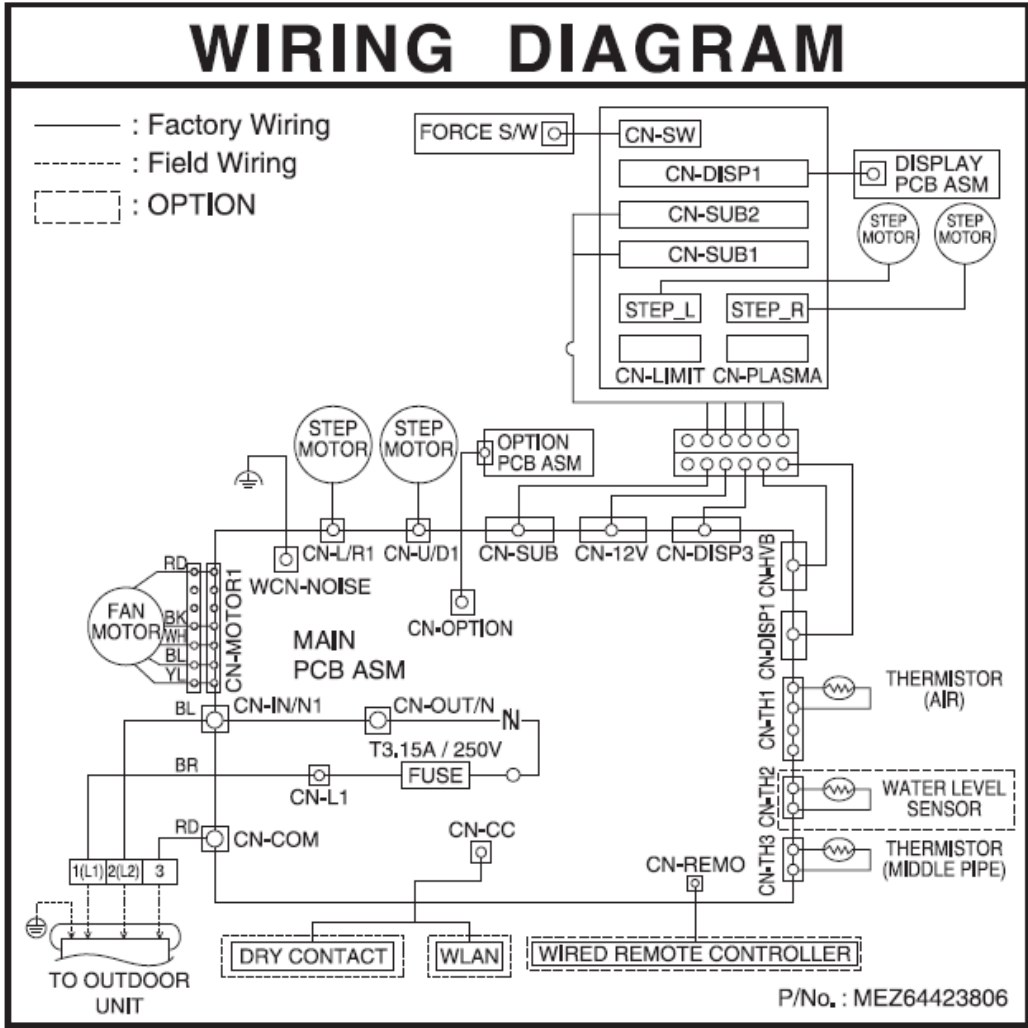 WIRING DIAGRAM
: Factory Wiring
: Field Wiring
: OPTION
FORCE S/W
CN-SW
CN-DISP1
DISPLAY
PCB ASM
CN-SUB2
CN-SUB1
STEP
MOTOR
STEP
MOTOR
STEP_L
STEP_R
CN-LIMIT
CN-PLASMA
STEP
MOTOR
STEP
MOTOR
OPTION
PCB ASM
CN-L/R1
CN-U/D1
CN-SUB
CN-12V
CN-DISP3
CN-HVB
WCN-NOISE
RD
FAN
MOTOR
BK
WH
BL
YL
CN-MOTOR1
CN-OPTION
MAIN
PCB ASM
CN-DISP1
CN-TH1
THERMISTOR
(AIR)
BL
CN-IN/N1
CN-OUT/N
N
T3.15A / 250V
BR
FUSE
CN-L1
CN-TH2
WATER LEVEL
SENSOR
RD
CN-COM
CN-CC
CN-REMO
CN-TH3
THERMISTOR
(MIDDLE PIPE)
1(L1) 2(L2) 3
DRY CONTACT
WLAN
WIRED REMOTE CONTROLLER
TO OUTDOOR
UNIT
P/No. : MEZ64423806